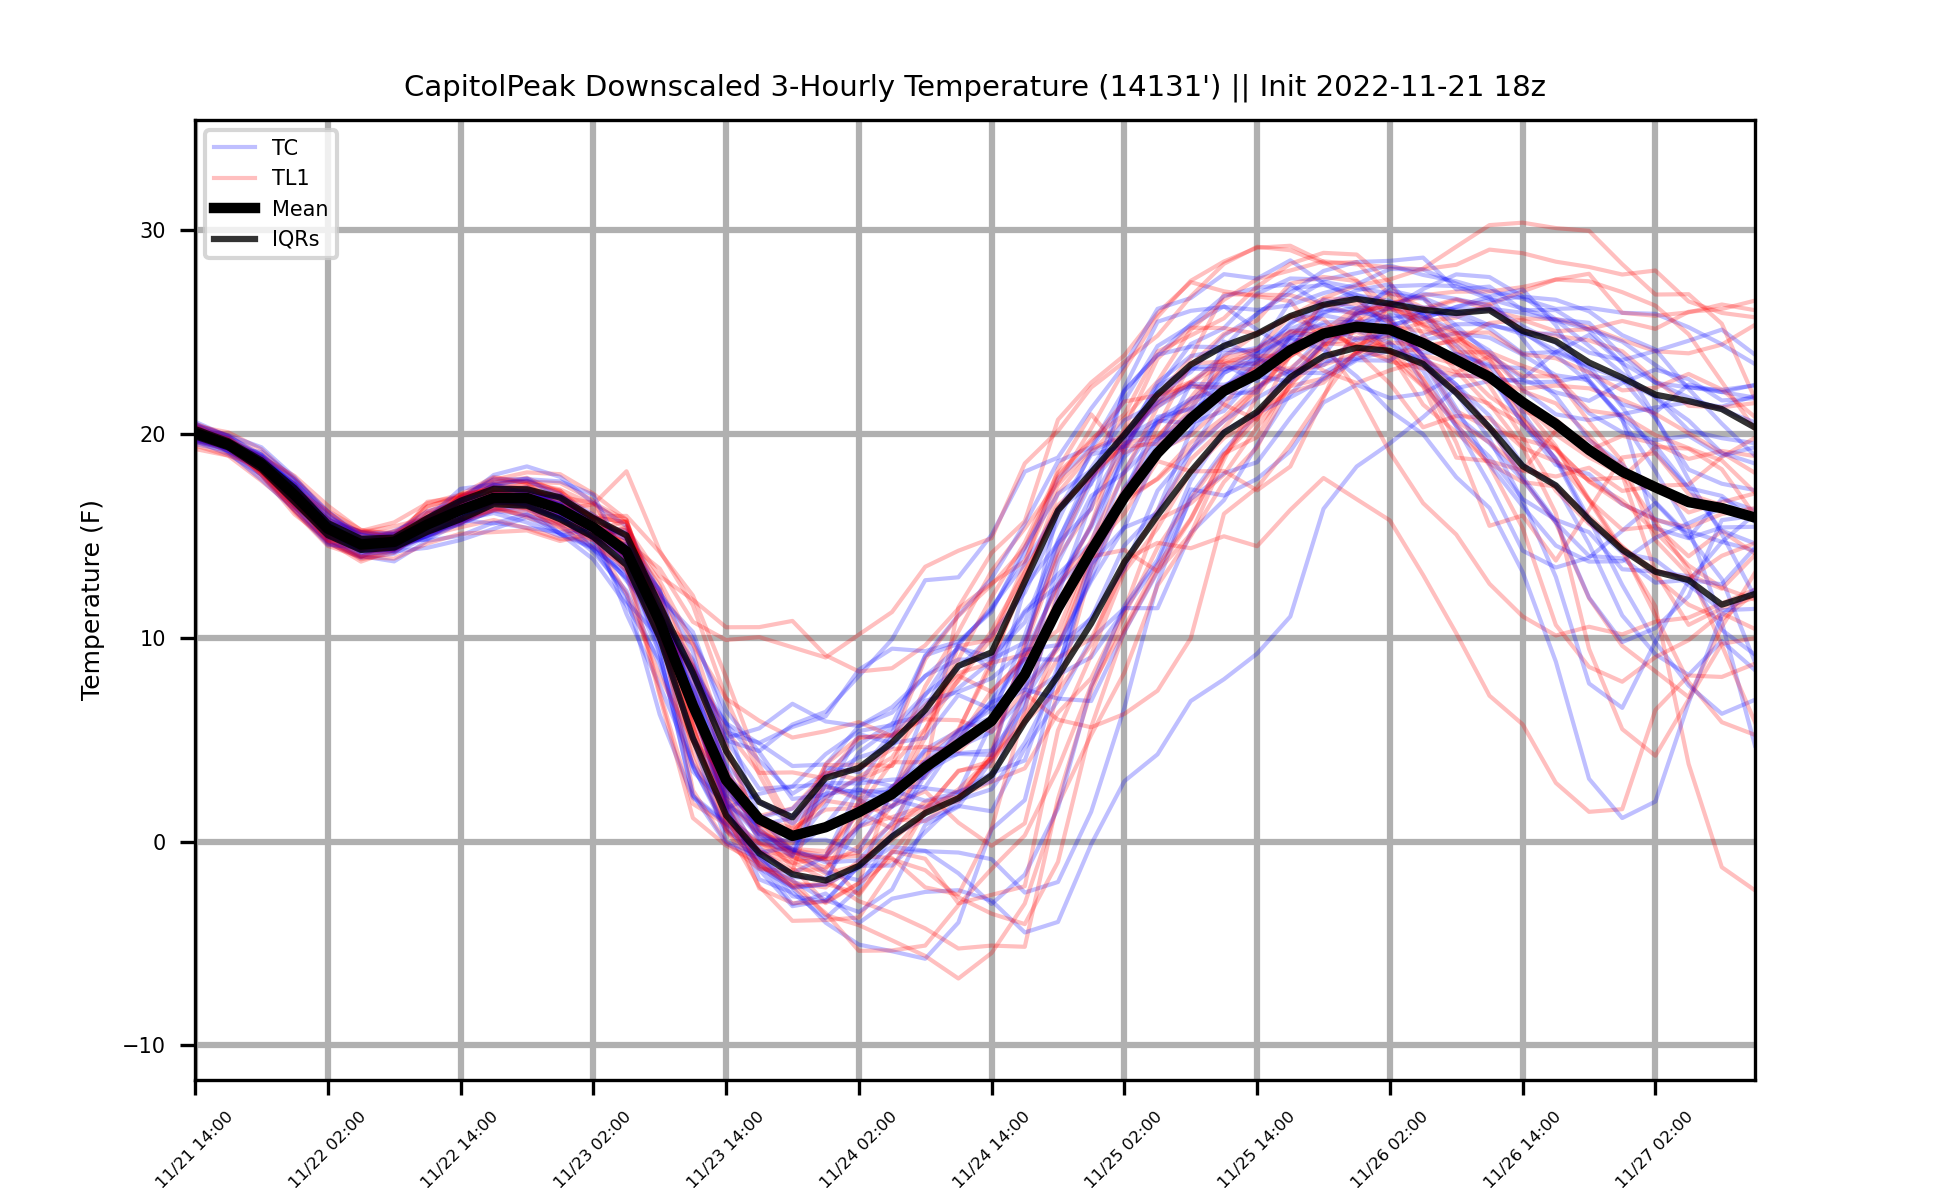 CapitolPeak Downscaled 3-Hourly Temperature (14131') || Init 2022-11-21 18z
TC
TL1
Mean
IQRs
30
20
10
0
−10
Temperature (F)
11/21 14:00
11/22 02:00
11/22 14:00
11/23 02:00
11/23 14:00
11/24 02:00
11/24 14:00
11/25 02:00
11/25 14:00
11/26 02:00
11/26 14:00
11/27 02:00